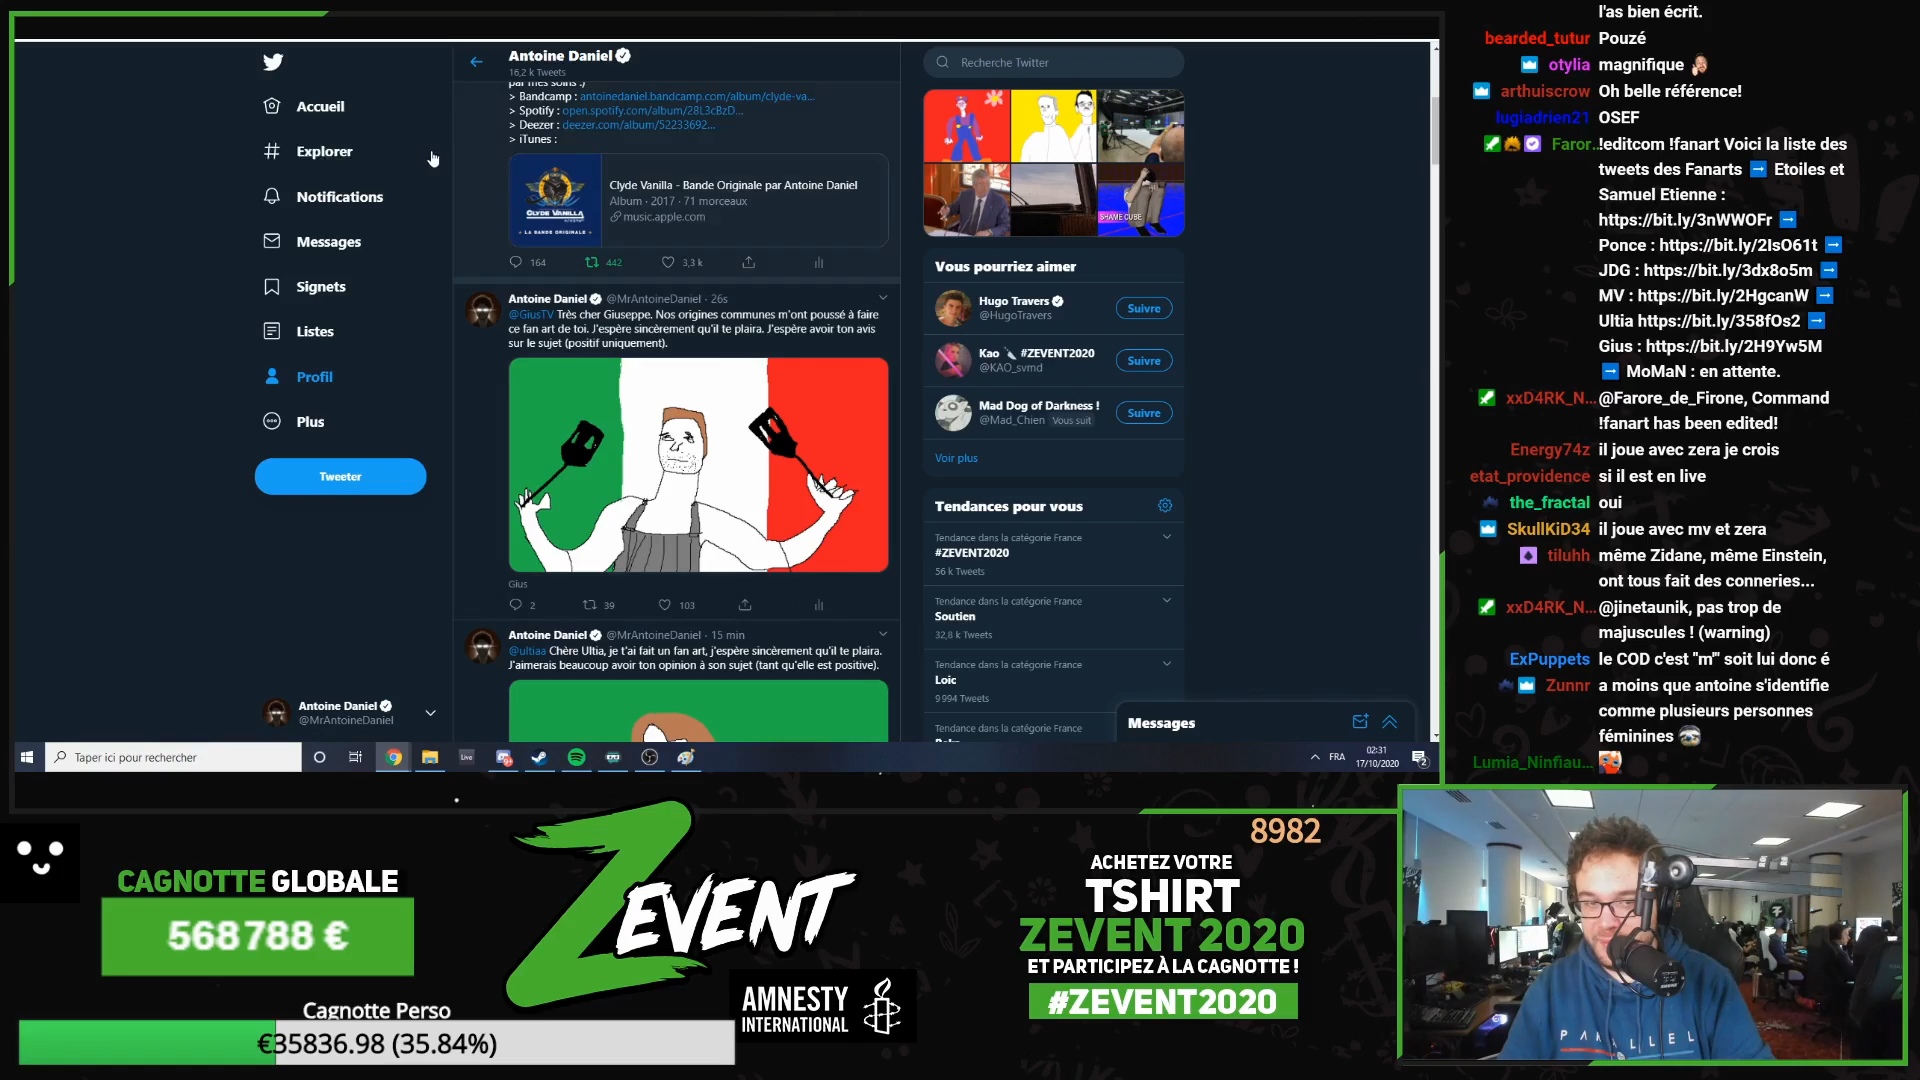 Accueil
Explorer
Notifications
Messages
Signets
Listes
Profil
Plus
Tweeter
Antoine Daniel
@MrAntoineDaniel
Antoine Daniel
16,2 k Tweets
par mes soins :)
> Bandcamp : antoinedaniel.bandcamp.com/album/clyde-va...
> Spotify : open.spotify.com/album/28L3cBzD...
> Deezer : deezer.com/album/52233692...
> iTunes :
CLYDE VANILLA
LA BANDE ORIGINALE
Clyde Vanilla - Bande Originale par Antoine Daniel
Album · 2017 · 71 morceaux
music.apple.com
164 442 3,3 k
Antoine Daniel @MrAntoineDaniel · 26s
@GiusTV Très cher Giuseppe. Nos origines communes m'ont poussé à faire
ce fan art de toi. J'espère sincèrement qu'il te plaira. J'espère avoir ton avis
sur le sujet (positif uniquement).
Gius
2 39 103
Antoine Daniel @MrAntoineDaniel · 15 min
@ultiaa Chère Ultia, je t'ai fait un fan art, j'espère sincèrement qu'il te plaira.
J'aimerais beaucoup avoir ton opinion à son sujet (tant qu'elle est positive).
Recherche Twitter
SHAME CUBE
Vous pourriez aimer
Hugo Travers
@HugoTravers
Suivre
Kao #ZEVENT2020
@KAO_svmd
Suivre
Mad Dog of Darkness !
@Mad_Chien Vous suit
Suivre
Voir plus
Tendances pour vous
Tendance dans la catégorie France
#ZEVENT2020
56 k Tweets
Tendance dans la catégorie France
Soutien
32,8 k Tweets
Tendance dans la catégorie France
Loic
9 994 Tweets
Tendance dans la catégorie France
Messages
Taper ici pour rechercher
Live
FRA
02:31
17/10/2020
2
l'as bien écrit.
bearded_tutur Pouzé
otylia magnifique
arthuiscrow Oh belle référence!
lugiadrien21 OSEF
Faror... !editcom !fanart Voici la liste des
tweets des Fanarts Etoiles et
Samuel Etienne :
https://bit.ly/3nWWOFr
Ponce : https://bit.ly/2IsO61t
JDG : https://bit.ly/3dx8o5m
MV : https://bit.ly/2HgcanW
Ultia https://bit.ly/358fOs2
Gius : https://bit.ly/2H9Yw5M
MoMaN : en attente.
xxD4RK_N... @Farore_de_Firone, Command
!fanart has been edited!
Energy74z il joue avec zera je crois
etat_providence si il est en live
the_fractal oui
SkullKiD34 il joue avec mv et zera
tiluhh même Zidane, même Einstein,
ont tous fait des conneries...
xxD4RK_N... @jinetaunik, pas trop de
majuscules ! (warning)
ExPuppets le COD c'est "m'" soit lui donc é
Zunnr a moins que antoine s'identifie
comme plusieurs personnes
féminines
Lumia_Ninfiau...
CAGNOTTE GLOBALE
568 788 €
Cagnotte Perso
€35836.98 (35.84%)
ZEVENT
AMNESTY
INTERNATIONAL
8982
ACHETEZ VOTRE
TSHIRT
ZEVENT 2020
ET PARTICIPEZ À LA CAGNOTTE !
#ZEVENT2020
PARALLEL